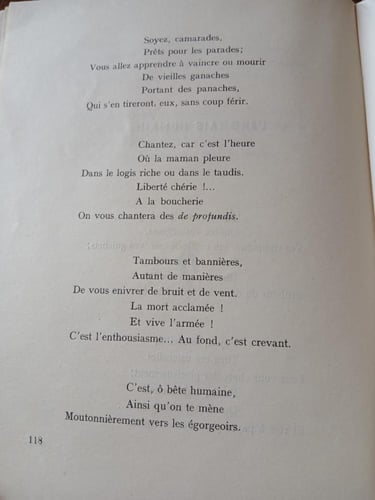 Soyez, camarades,
Prêts pour les parades;
Vous allez apprendre à vaincre ou mourir
De vieilles ganaches
Portant des panaches,
Qui s'en tireront, eux, sans coup férir.
Chantez, car c'est l'heure
Où la maman pleure
Dans le logis riche ou dans le taudis.
Liberté chérie !...
A la boucherie
On vous chantera des de profundis.
Tambours et bannières,
Autant de manières
De vous enivrer de bruit et de vent.
La mort acclamée !
Et vive l'armée !
C'est l'enthousiasme... Au fond, c'est crevant.
C'est, ô bête humaine,
Ainsi qu'on te mène
Moutonnièrement vers les égorgeoirs.
118